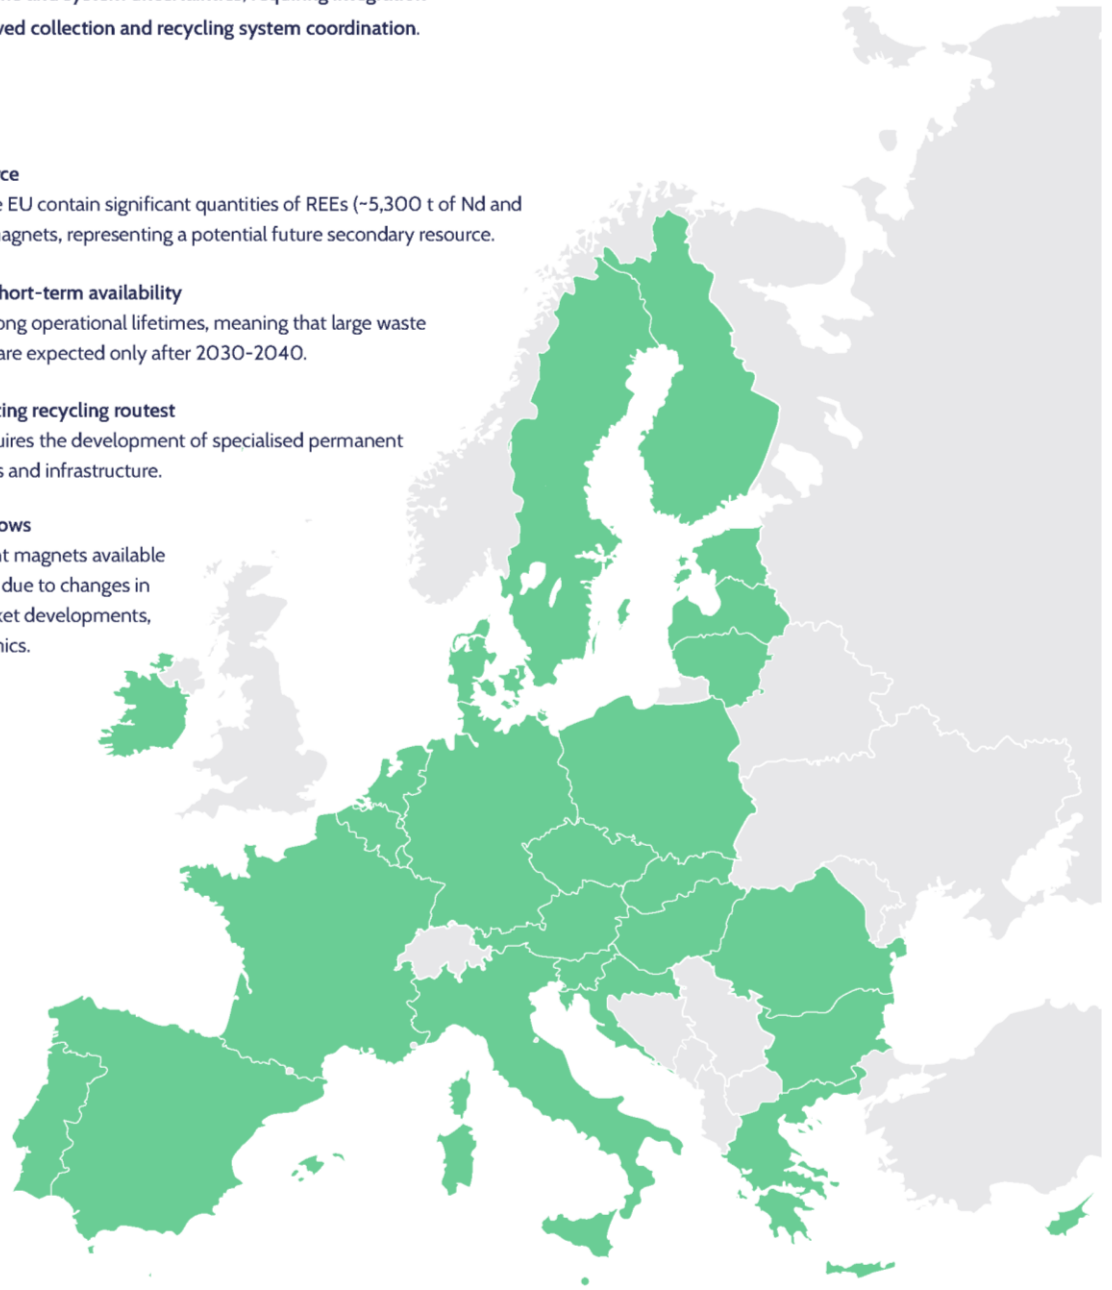 ved collection and recycling system coordination.
rce
e EU contain significant quantities of REEs (~5,300 t of Nd and
nagnets, representing a potential future secondary resource.
hort-term availability
ong operational lifetimes, meaning that large waste
are expected only after 2030-2040.
ting recycling routest
uires the development of specialised permanent
s and infrastructure.
ows
nt magnets available
due to changes in
ket developments,
nics.